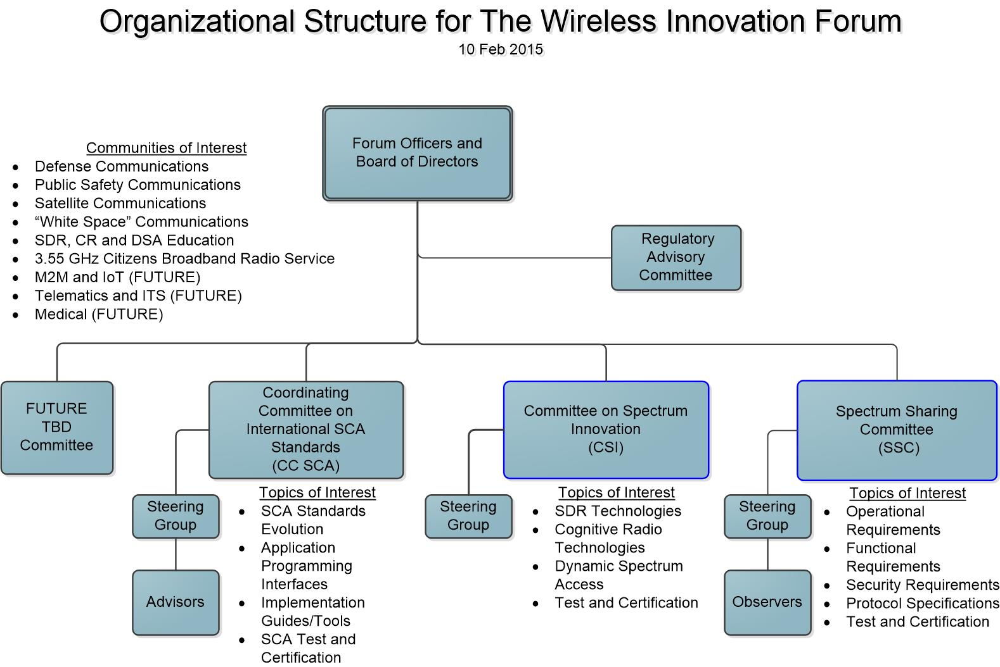 Organizational Structure for The Wireless Innovation Forum
10 Feb 2015
Forum Officers and
Board of Directors
Communities of Interest
• Defense Communications
• Public Safety Communications
• Satellite Communications
• “White Space” Communications
• SDR, CR and DSA Education
• 3.55 GHz Citizens Broadband Radio Service
• M2M and IoT (FUTURE)
• Telematics and ITS (FUTURE)
• Medical (FUTURE)
Regulatory
Advisory
Committee
FUTURE
TBD
Committee
Coordinating
Committee on
International SCA
Standards
(CC SCA)
Steering
Group
Advisors
Topics of Interest
• SCA Standards
Evolution
• Application
Programming
Interfaces
• Implementation
Guides/Tools
• SCA Test and
Certification
Committee on Spectrum
Innovation
(CSI)
Steering
Group
Topics of Interest
• SDR Technologies
• Cognitive Radio
Technologies
• Dynamic Spectrum
Access
• Test and Certification
Spectrum Sharing
Committee
(SSC)
Steering
Group
Observers
Topics of Interest
• Operational
Requirements
• Functional
Requirements
• Security Requirements
• Protocol Specifications
• Test and Certification